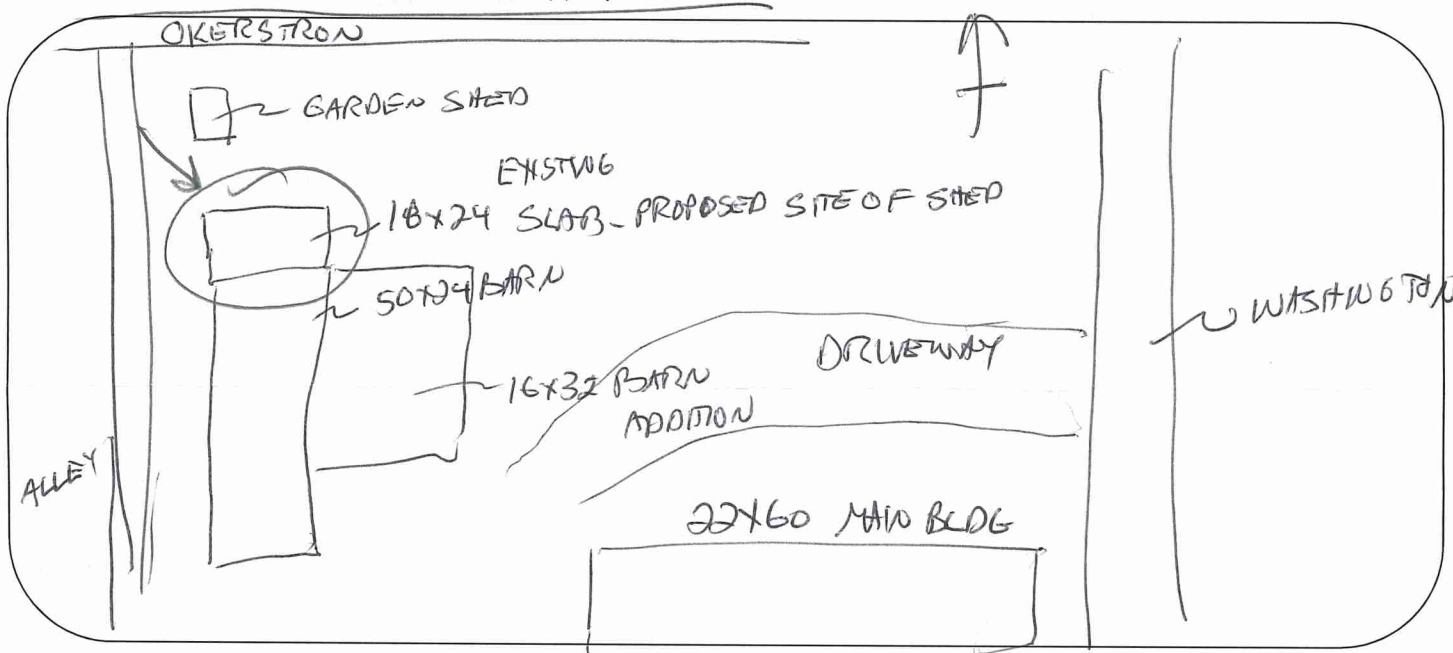 OKERSTRON
GARDEN SHED
EXISTING
18x24 SLAB - PROPOSED SITE OF SHED
50x24 BARN
WASHINGTON
DRIVEWAY
16x32 BARN
ADDITION
ALLEY
22x60 MAIN BLDG